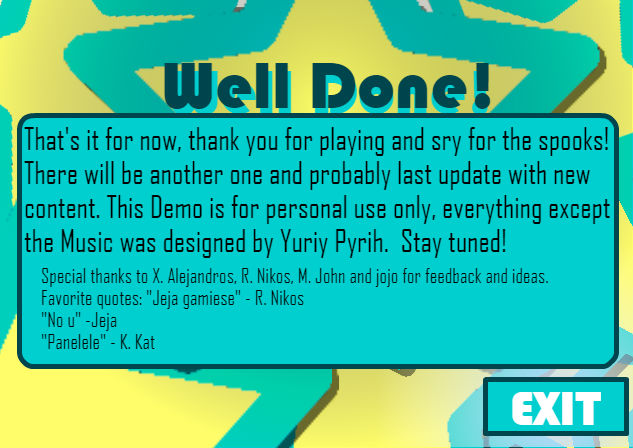 Well Done!
That's it for now, thank you for playing and sry for the spooks!
There will be another one and probably last update with new
content. This Demo is for personal use only, everything except
the Music was designed by Yuriy Pyrih.  Stay tuned!
Special thanks to X. Alejandros, R. Nikos, M. John and jojo for feedback and ideas.
Favorite quotes: "Jeja gamiese" - R. Nikos
"No u" -Jeja
"Panelele" - K. Kat
EXIT